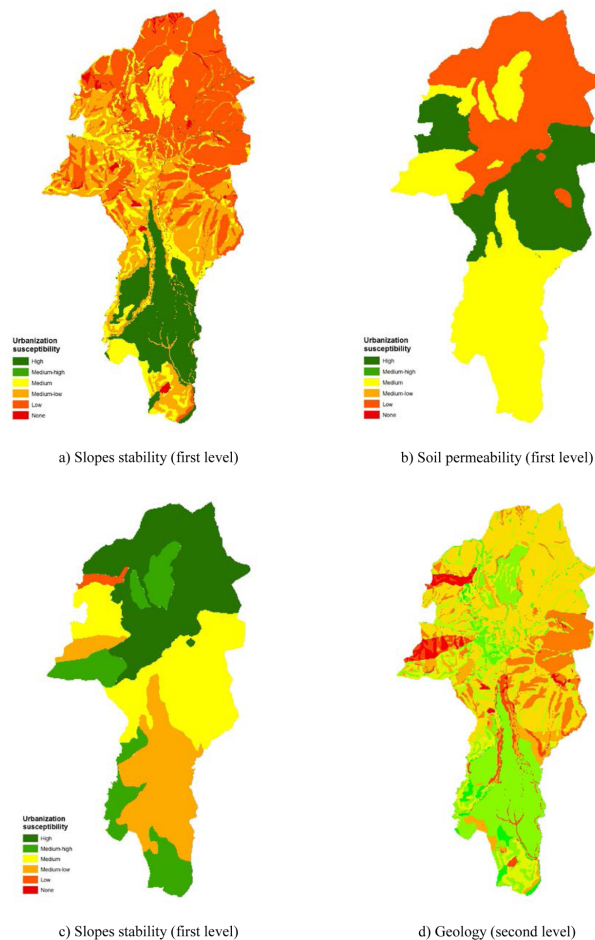 Urbanization
susceptibility
High
Medium-high
Medium
Medium-low
Low
None
Urbanization
susceptibility
High
Medium-high
Medium
Medium-low
Low
None
a) Slopes stability (first level)
b) Soil permeability (first level)
Urbanization
susceptibility
High
Medium-high
Medium
Medium-low
Low
None
c) Slopes stability (first level)
d) Geology (second level)